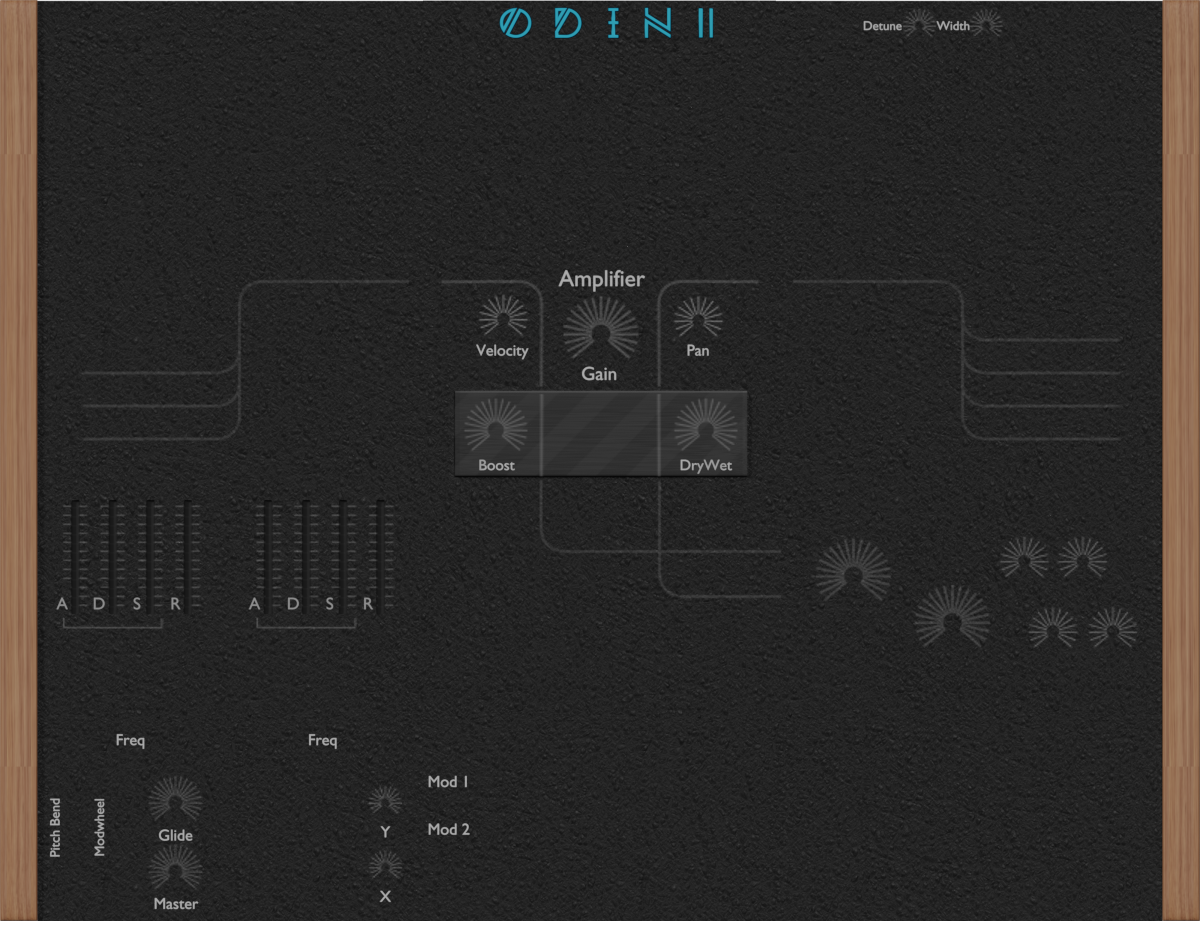 ODIN II
Detune Width
Amplifier
Velocity
Pan
Gain
Boost
DryWet
A D S R
A D S R
Freq
Freq
Mod 1
Pitch Bend
Modwheel
Glide
Y
Mod 2
Master
X